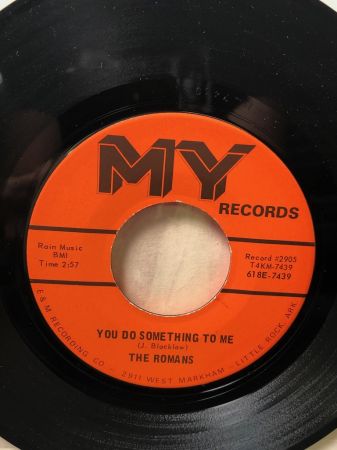 MY
RECORDS
Rain Music
BMI
Time 2:57
Record #2905
T4KM-7439
618E-7439
YOU DO SOMETHING TO ME
(J. Blacklaw)
THE ROMANS
E & M RECORDING CO. - 2911 WEST MARKHAM - LITTLE ROCK, ARK